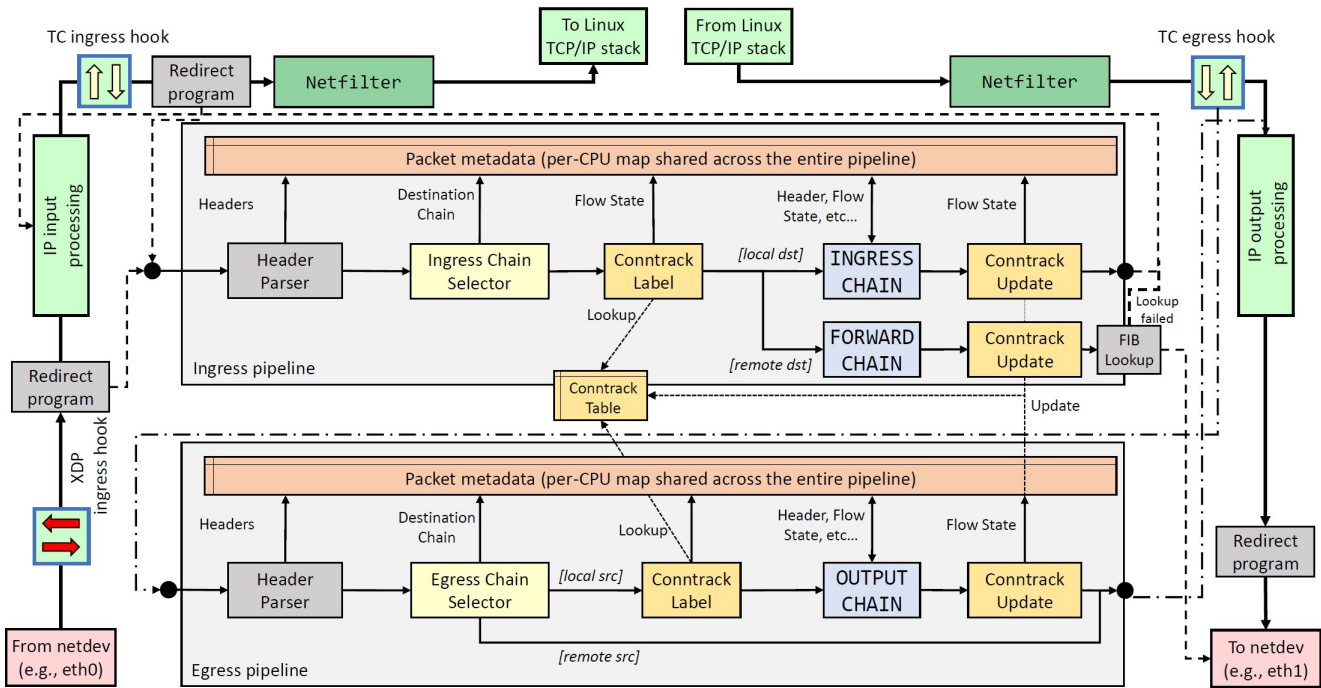 TC ingress hook
To Linux
TCP/IP stack
From Linux
TCP/IP stack
TC egress hook
Redirect
program
Netfilter
Netfilter
IP input
processing
Packet metadata (per-CPU map shared across the entire pipeline)
Headers
Destination
Chain
Flow State
Header, Flow
State, etc...
Flow State
IP output
processing
Header
Parser
Ingress Chain
Selector
Conntrack
Label
[local dst]
INGRESS
CHAIN
Conntrack
Update
Lookup
failed
Lookup
[remote dst]
FORWARD
CHAIN
Conntrack
Update
FIB
Lookup
Ingress pipeline
Redirect
program
Conntrack
Table
Update
XDP
ingress hook
Packet metadata (per-CPU map shared across the entire pipeline)
Headers
Destination
Chain
Lookup
Header, Flow
State, etc...
Flow State
Redirect
program
Header
Parser
Egress Chain
Selector
[local src]
Conntrack
Label
OUTPUT
CHAIN
Conntrack
Update
[remote src]
Egress pipeline
From netdev
(e.g., eth0)
To netdev
(e.g., eth1)